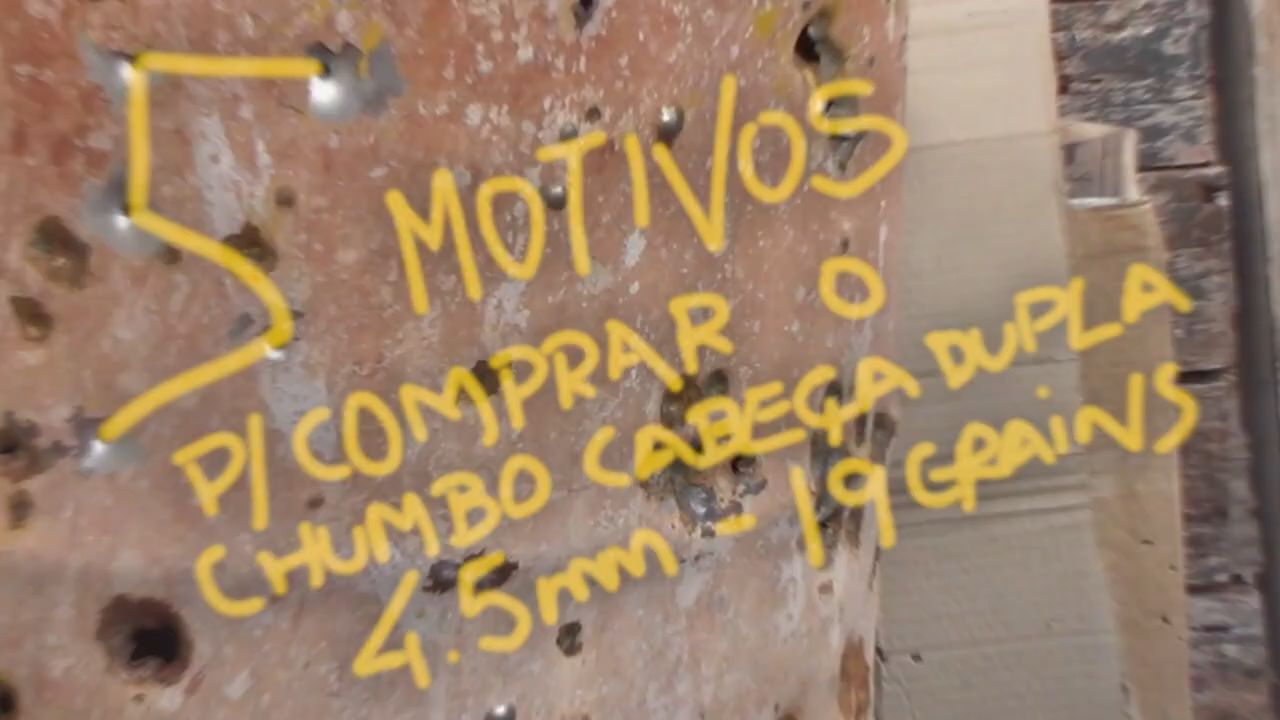 5 MOTIVOS
P/ COMPRAR O
CHUMBO CABEÇA DUPLA
4.5mm - 19 GRAiNS